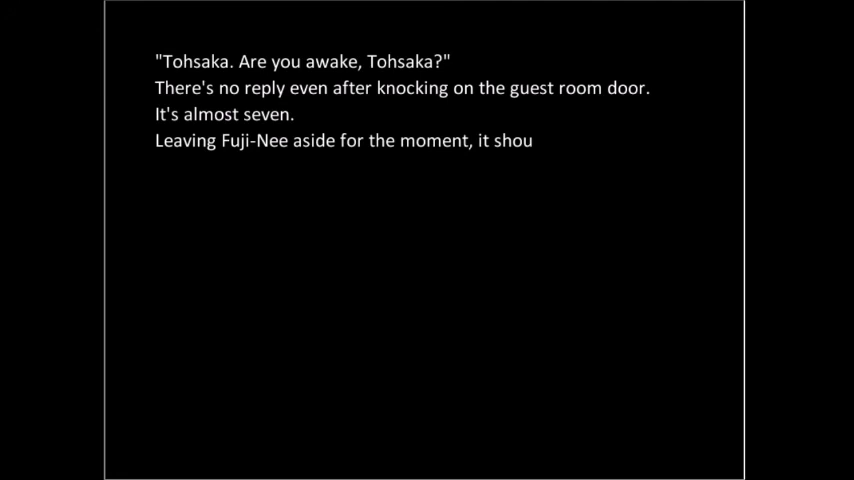 "Tohsaka. Are you awake, Tohsaka?"
There's no reply even after knocking on the guest room door.
It's almost seven.
Leaving Fuji-Nee aside for the moment, it shou